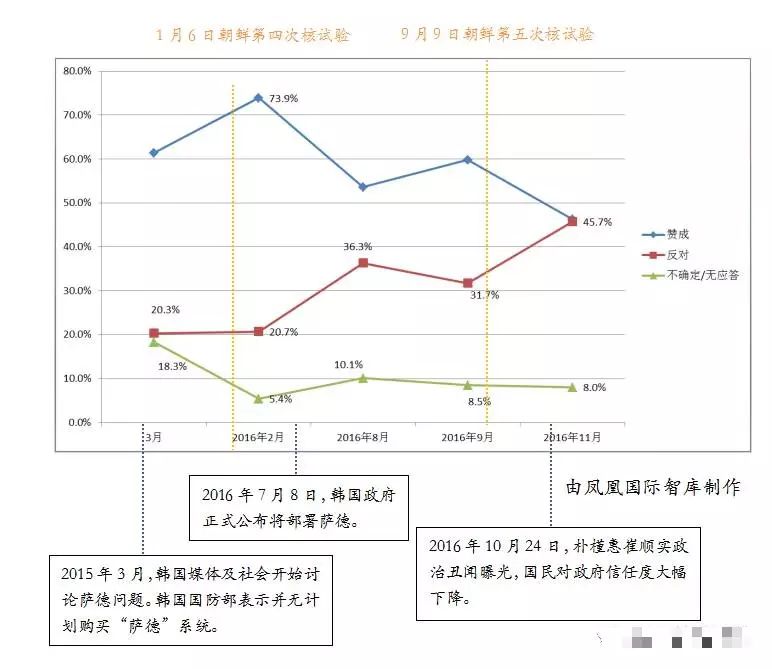 1月6日朝鲜第四次核试验
9月9日朝鲜第五次核试验
80.0%
70.0%
60.0%
50.0%
40.0%
30.0%
20.0%
10.0%
0.0%
73.9%
45.7%
36.3%
31.7%
20.3%
20.7%
18.3%
10.1%
5.4%
8.5%
8.0%
赞成
反对
不确定/无应答
3月
2016年2月
2016年8月
2016年9月
2016年11月
由凤凰国际智库制作
2016年7月8日,韩国政府
正式公布将部署萨德。
2016年10月24日,朴槿惠崔顺实政
治丑闻曝光,国民对政府信任度大幅
下降。
2015年3月,韩国媒体及社会开始讨
论萨德问题。韩国国防部表示并无计
划购买“萨德”系统。